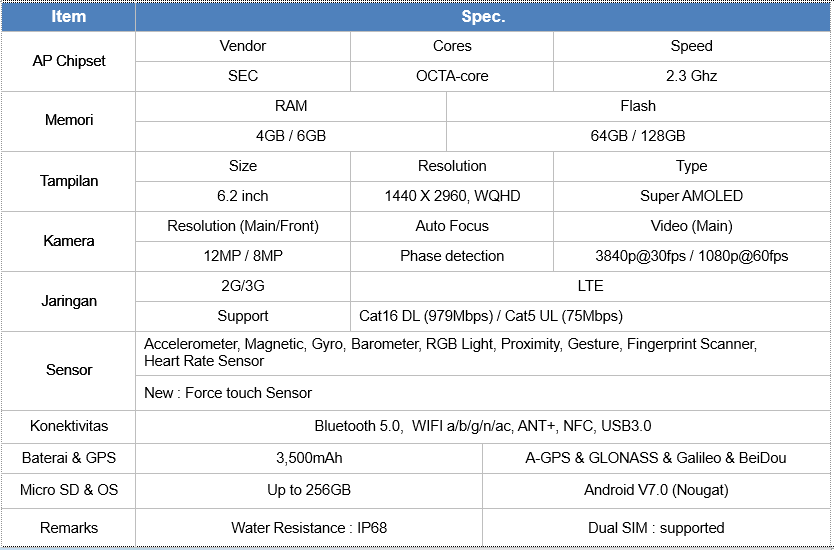 Item Spec.
AP Chipset
Vendor Cores Speed
SEC OCTA-core 2.3 Ghz
Memori
RAM Flash
4GB / 6GB 64GB / 128GB
Tampilan
Size Resolution Type
6.2 inch 1440 X 2960, WQHD Super AMOLED
Kamera
Resolution (Main/Front) Auto Focus Video (Main)
12MP / 8MP Phase detection 3840p@30fps / 1080p@60fps
Jaringan
2G/3G LTE
Support Cat16 DL (979Mbps) / Cat5 UL (75Mbps)
Sensor
Accelerometer, Magnetic, Gyro, Barometer, RGB Light, Proximity, Gesture, Fingerprint Scanner,
Heart Rate Sensor
New : Force touch Sensor
Konektivitas Bluetooth 5.0, WIFI a/b/g/n/ac, ANT+, NFC, USB3.0
Baterai & GPS 3,500mAh A-GPS & GLONASS & Galileo & BeiDou
Micro SD & OS Up to 256GB Android V7.0 (Nougat)
Remarks Water Resistance : IP68 Dual SIM : supported